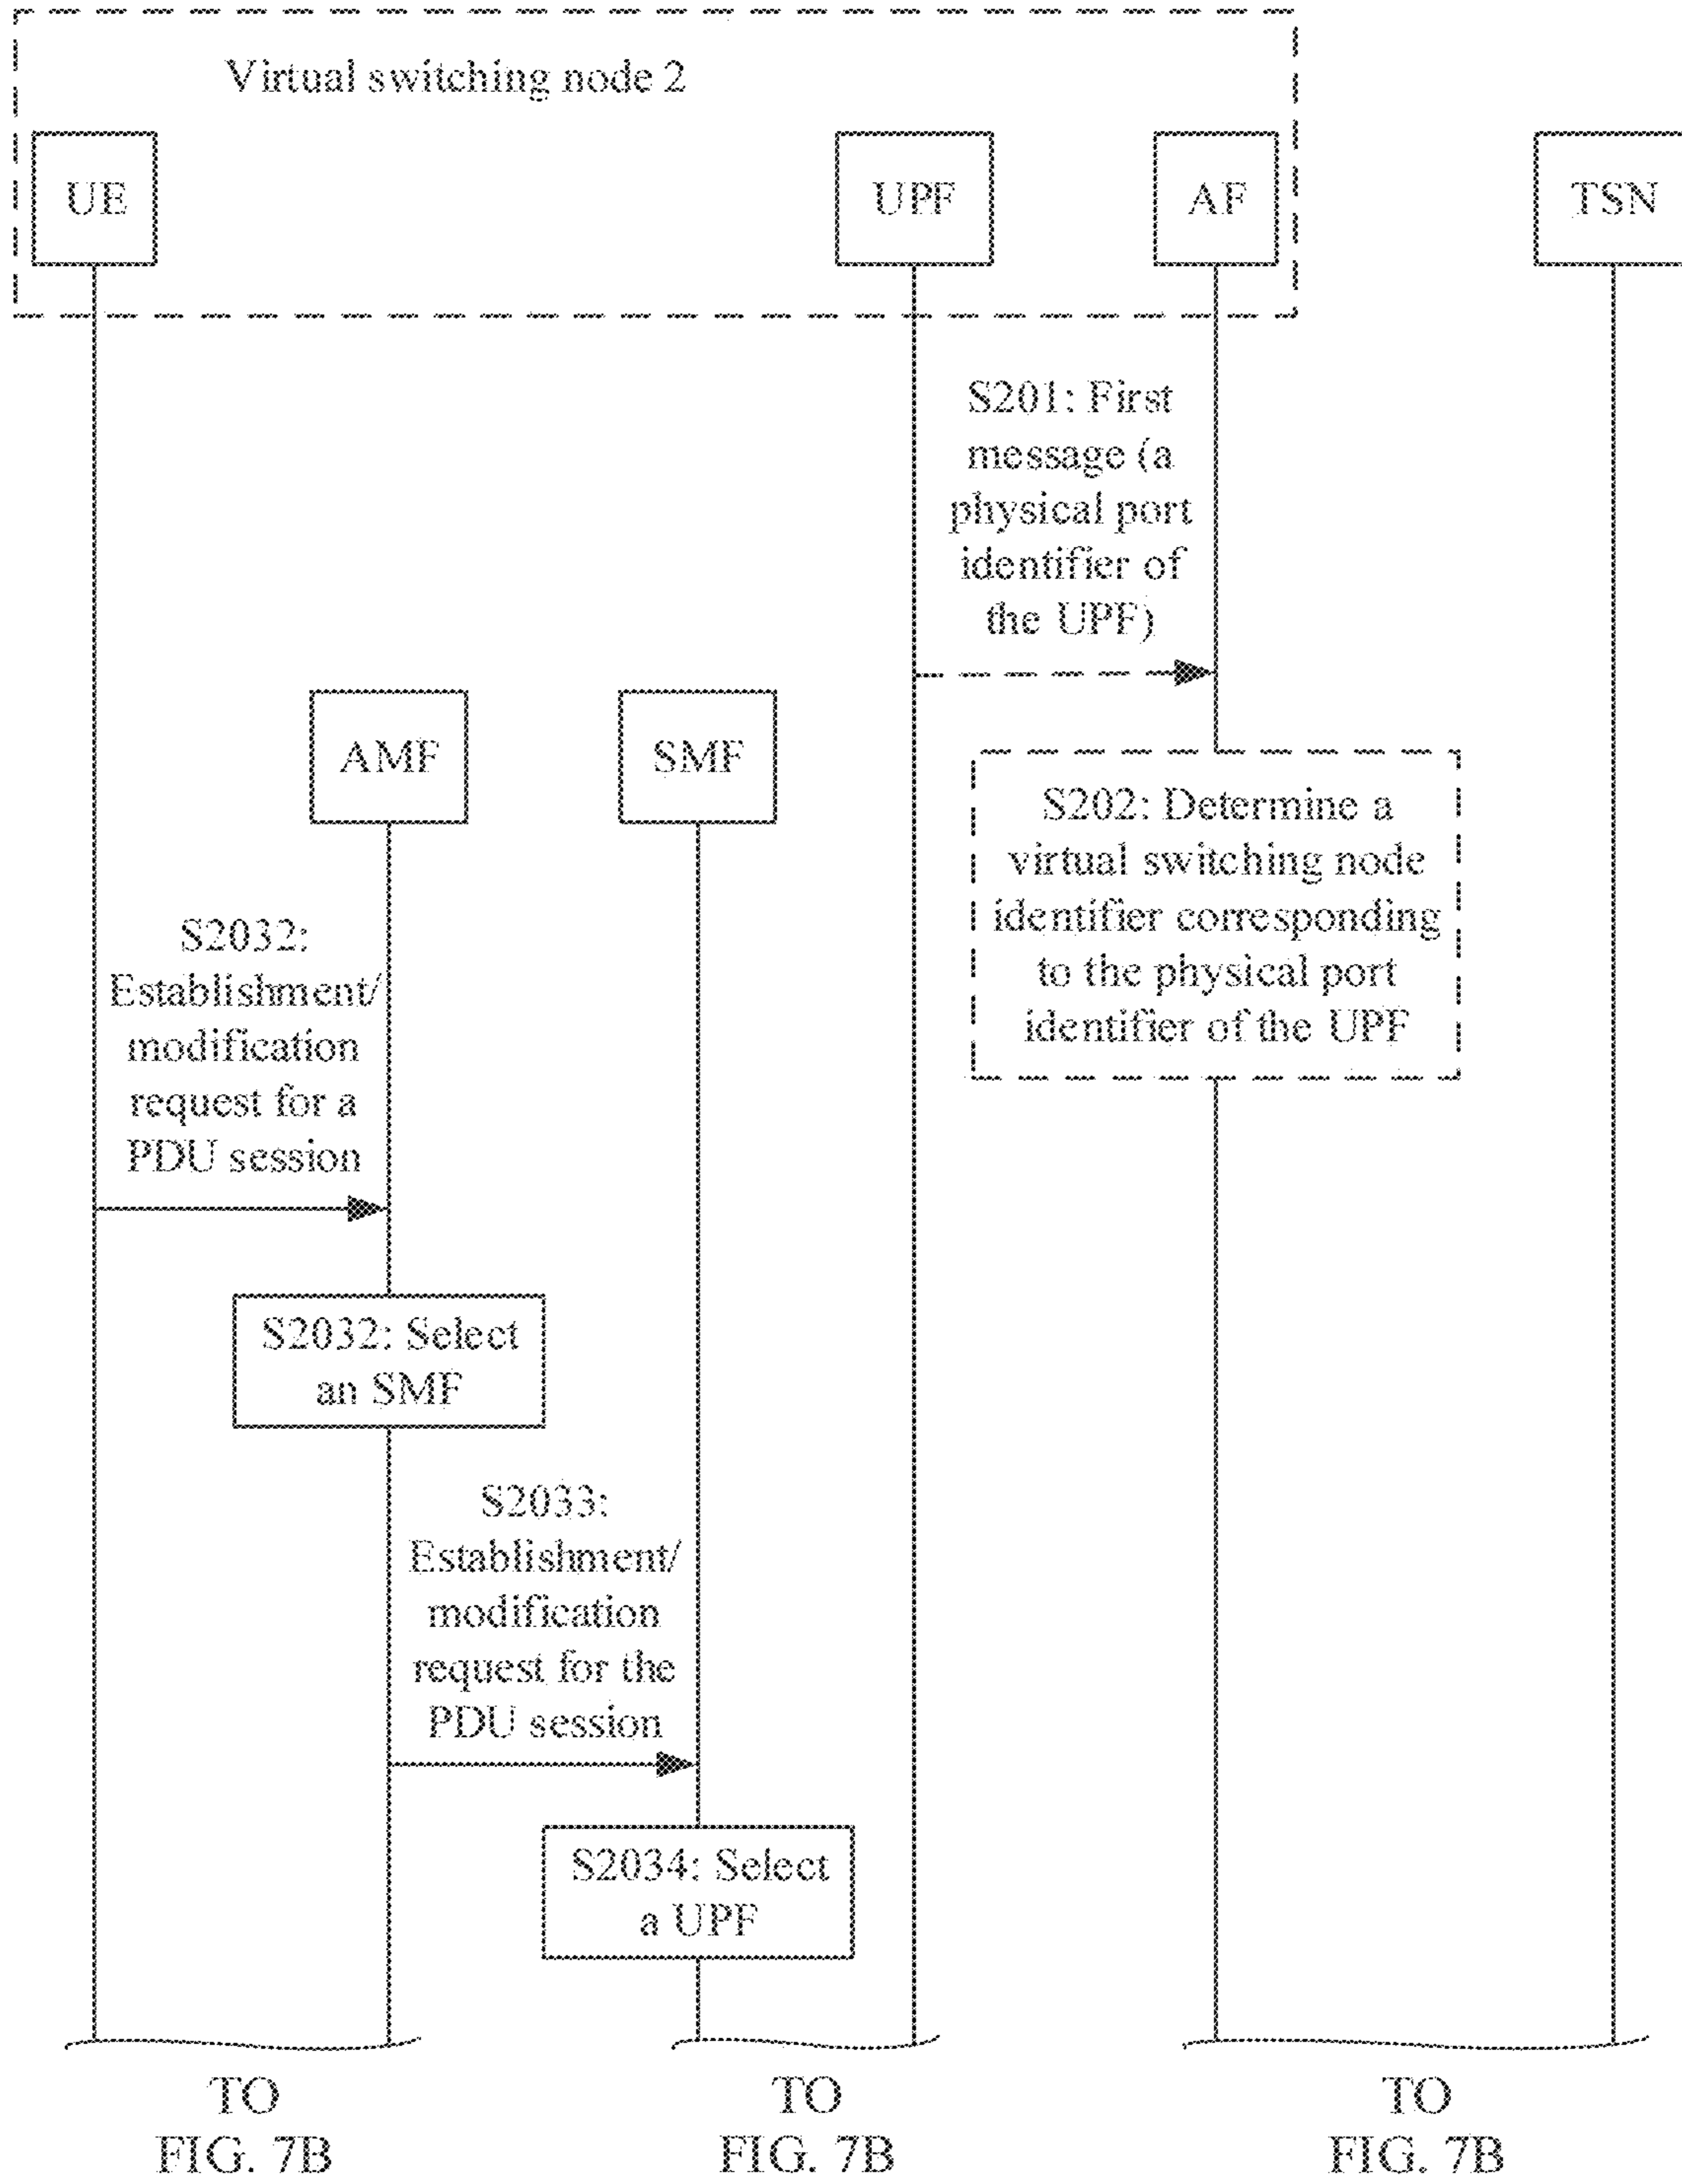 Virtual switching node 2
UE
UPF
AF
TSN
S201: First
message (a
physical port
identifier of
the UPF)
AMF
SMF
S202: Determine a
virtual switching node
identifier corresponding
to the physical port
identifier of the UPF
S2032:
Establishment/
modification
request for a
PDU session
S2032: Select
an SMF
S2033:
Establishment/
modification
request for the
PDU session
S2034: Select
a UPF
TO
FIG. 7B
TO
FIG. 7B
TO
FIG. 7B